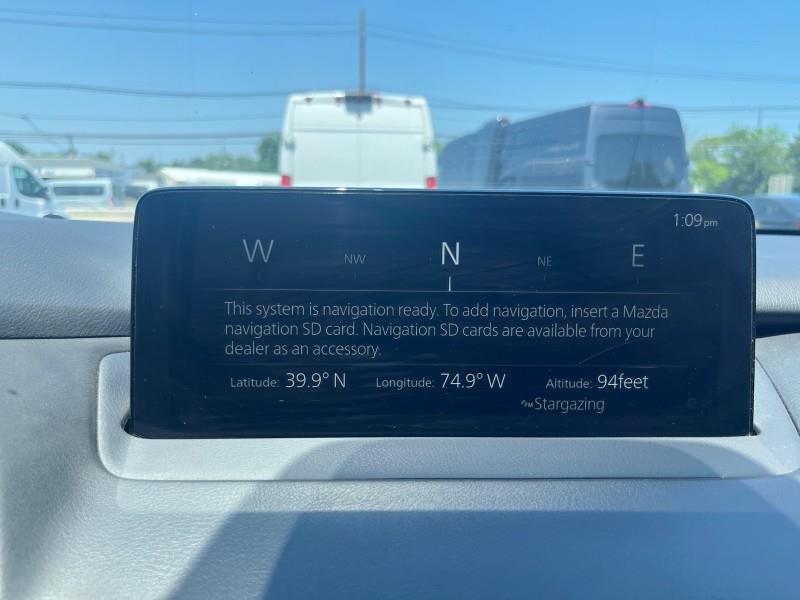 1:09pm
W NW N NE E
This system is navigation ready. To add navigation, insert a Mazda
navigation SD card. Navigation SD cards are available from your
dealer as an accessory.
Latitude: 39.9° N Longitude: 74.9° W Altitude: 94feet
FM Stargazing